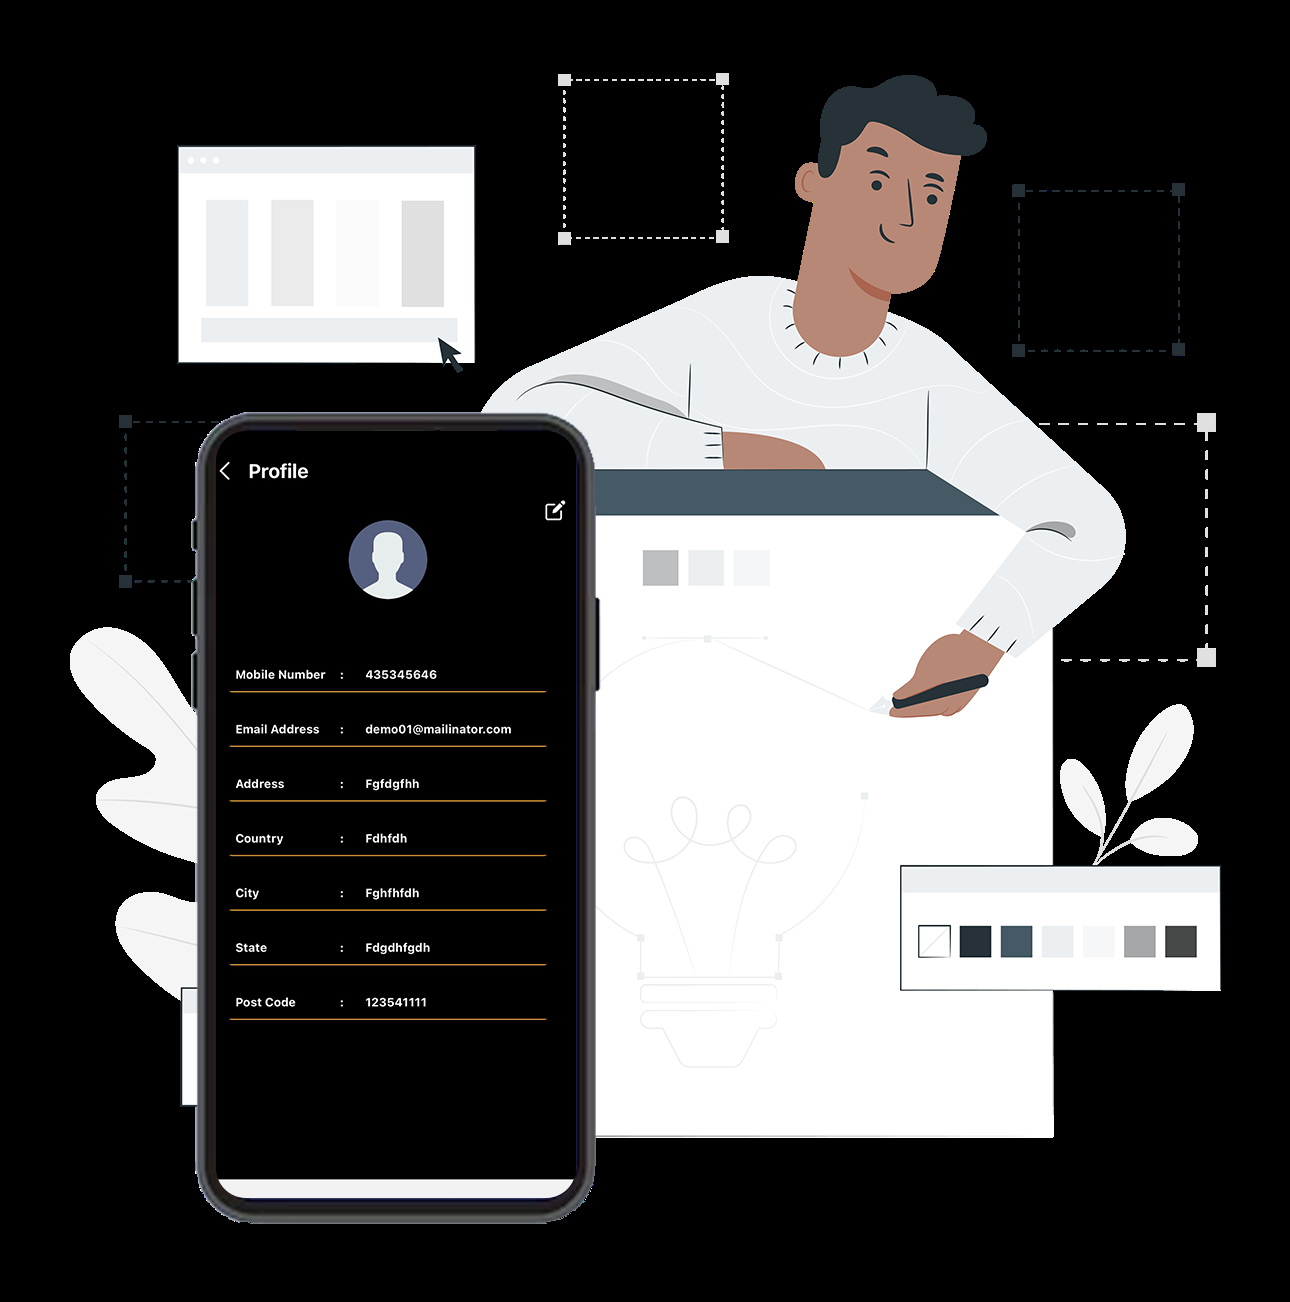 Profile
Mobile Number : 435345646
Email Address : demo01@mailinator.com
Address : Fgfdgfhh
Country : Fdhfdh
City : Fghfhfdh
State : Fdgdhfgdh
Post Code : 123541111